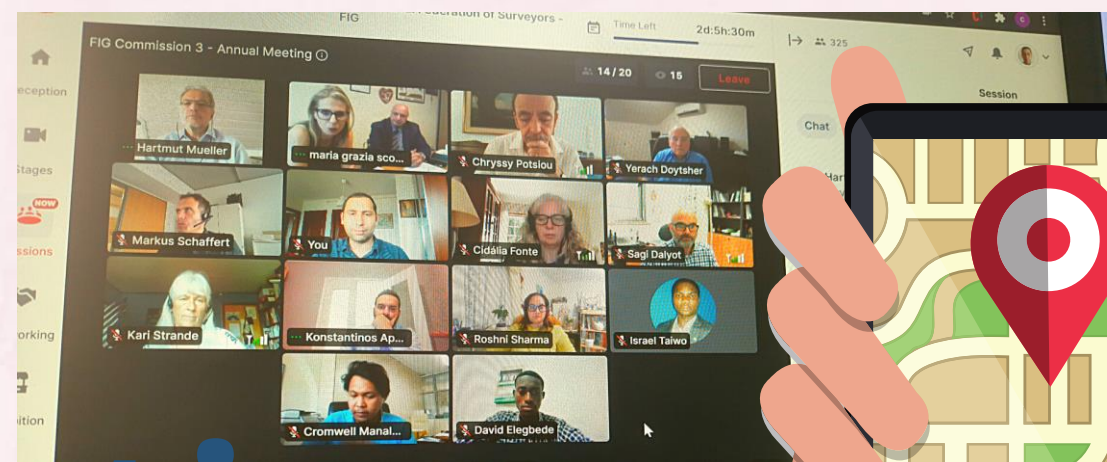 FIG
eration of Surveyors -
Time Left
2d:5h:30m
325
FIG Commission 3 - Annual Meeting
14/20
15
Leave
Session
eception
Chat
Hartmut Mueller
maria grazia sco...
Chryssy Potsiou
Yerach Doytsher
Har
Stages
NOW
Markus Schaffert
You
Cidália Fonte
Sagi Dalyot
ssions
Kari Strande
Konstantinos Ap...
Roshni Sharma
Israel Taiwo
orking
ition
Cromwell Manal...
David Elegbede